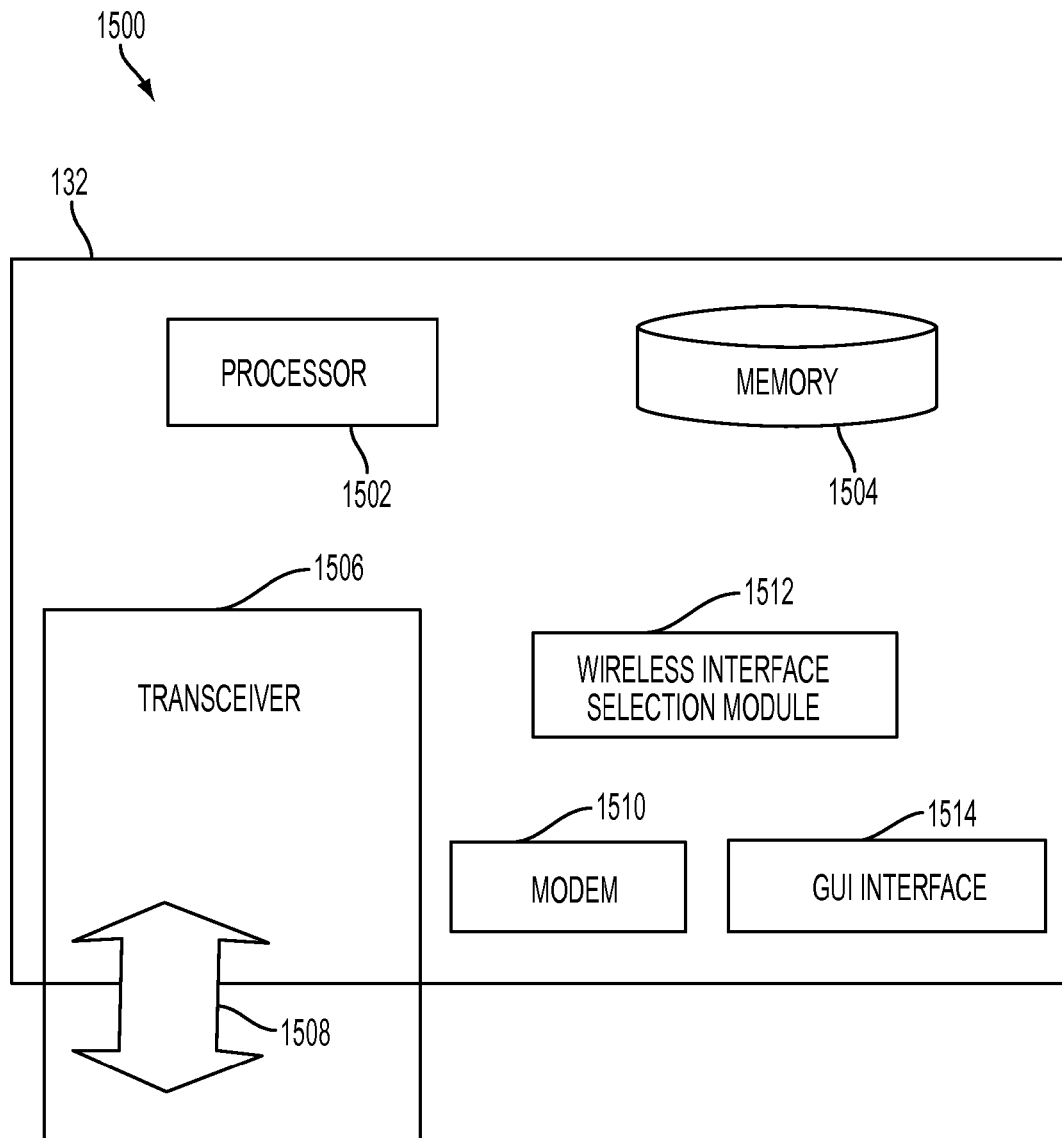 1500
132
PROCESSOR
MEMORY
1502
1504
1506
1512
TRANSCEIVER
WIRELESS INTERFACE
SELECTION MODULE
1510
1514
MODEM
GUI INTERFACE
1508